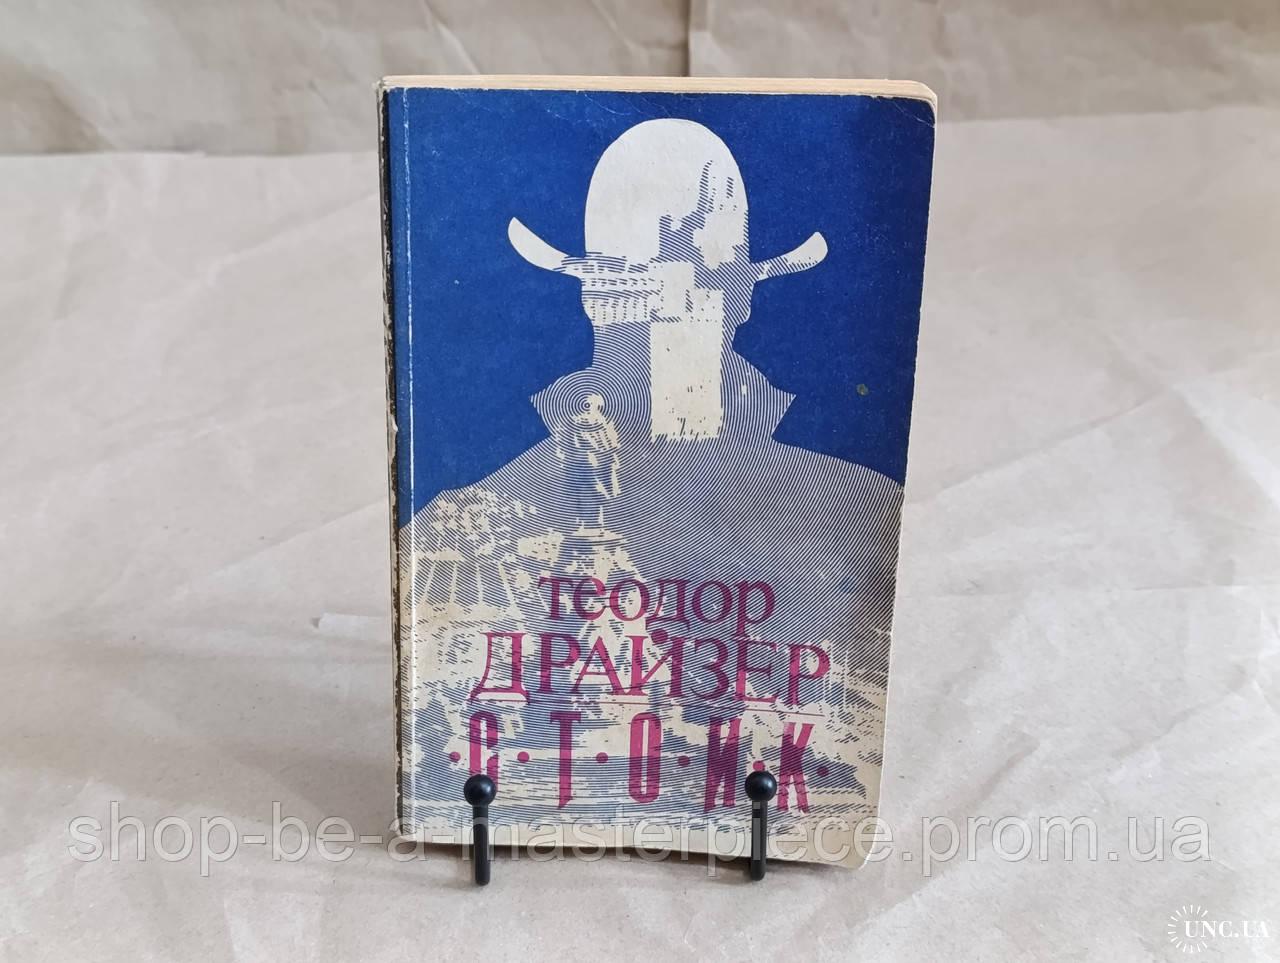 теодор
ДРАЙЗЕР
·С·Т·О·И·К·
shop-be-a-masterpiece.prom.ua
UNC.UA